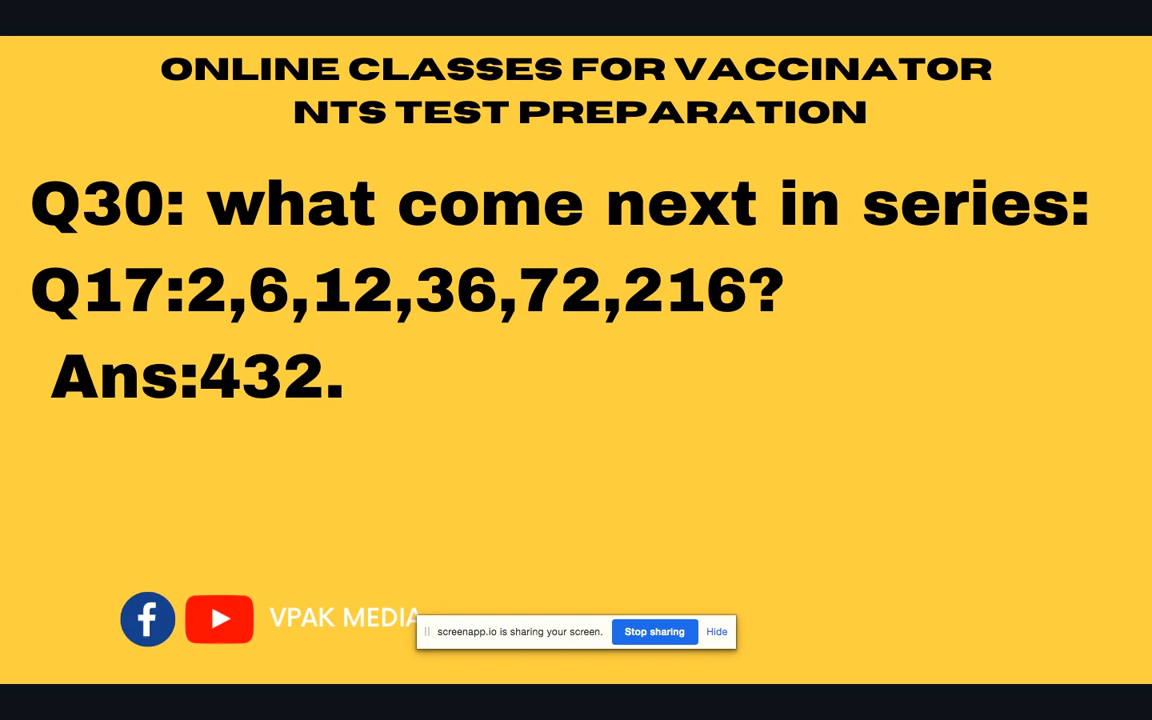 ONLINE CLASSES FOR VACCINATOR
NTS TEST PREPARATION
Q30: what come next in series:
Q17:2,6,12,36,72,216?
Ans:432.
VPAK MEDIA
screenapp.io is sharing your screen. Stop sharing Hide